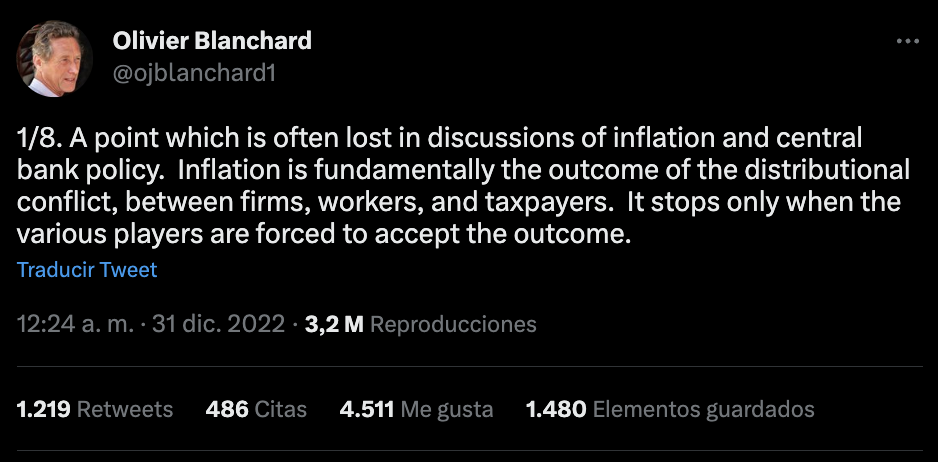 Olivier Blanchard
@ojblanchard1
1/8. A point which is often lost in discussions of inflation and central
bank policy.  Inflation is fundamentally the outcome of the distributional
conflict, between firms, workers, and taxpayers.  It stops only when the
various players are forced to accept the outcome.
Traducir Tweet
12:24 a. m. · 31 dic. 2022 · 3,2 M Reproducciones
1.219 Retweets 486 Citas 4.511 Me gusta 1.480 Elementos guardados